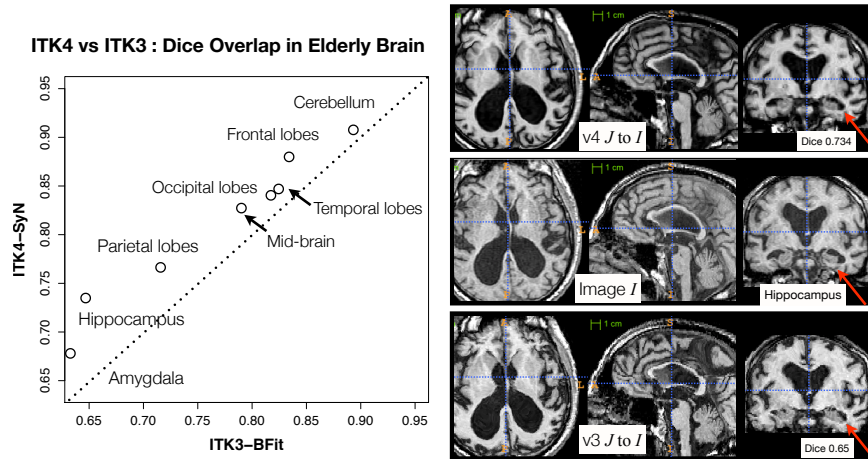 ITK4 vs ITK3 : Dice Overlap in Elderly Brain
ITK4−SyN
0.95
0.90
0.85
0.80
0.75
0.70
0.65
Cerebellum
Frontal lobes
Occipital lobes
Temporal lobes
Mid-brain
Parietal lobes
Hippocampus
Amygdala
0.65 0.70 0.75 0.80 0.85 0.90 0.95
ITK3−BFit
A
1 cm
S
L A
v4 J to I
P
I
Dice 0.734
L A
Image I
Hippocampus
1 cm
S
L A
v3 J to I
I
Dice 0.65